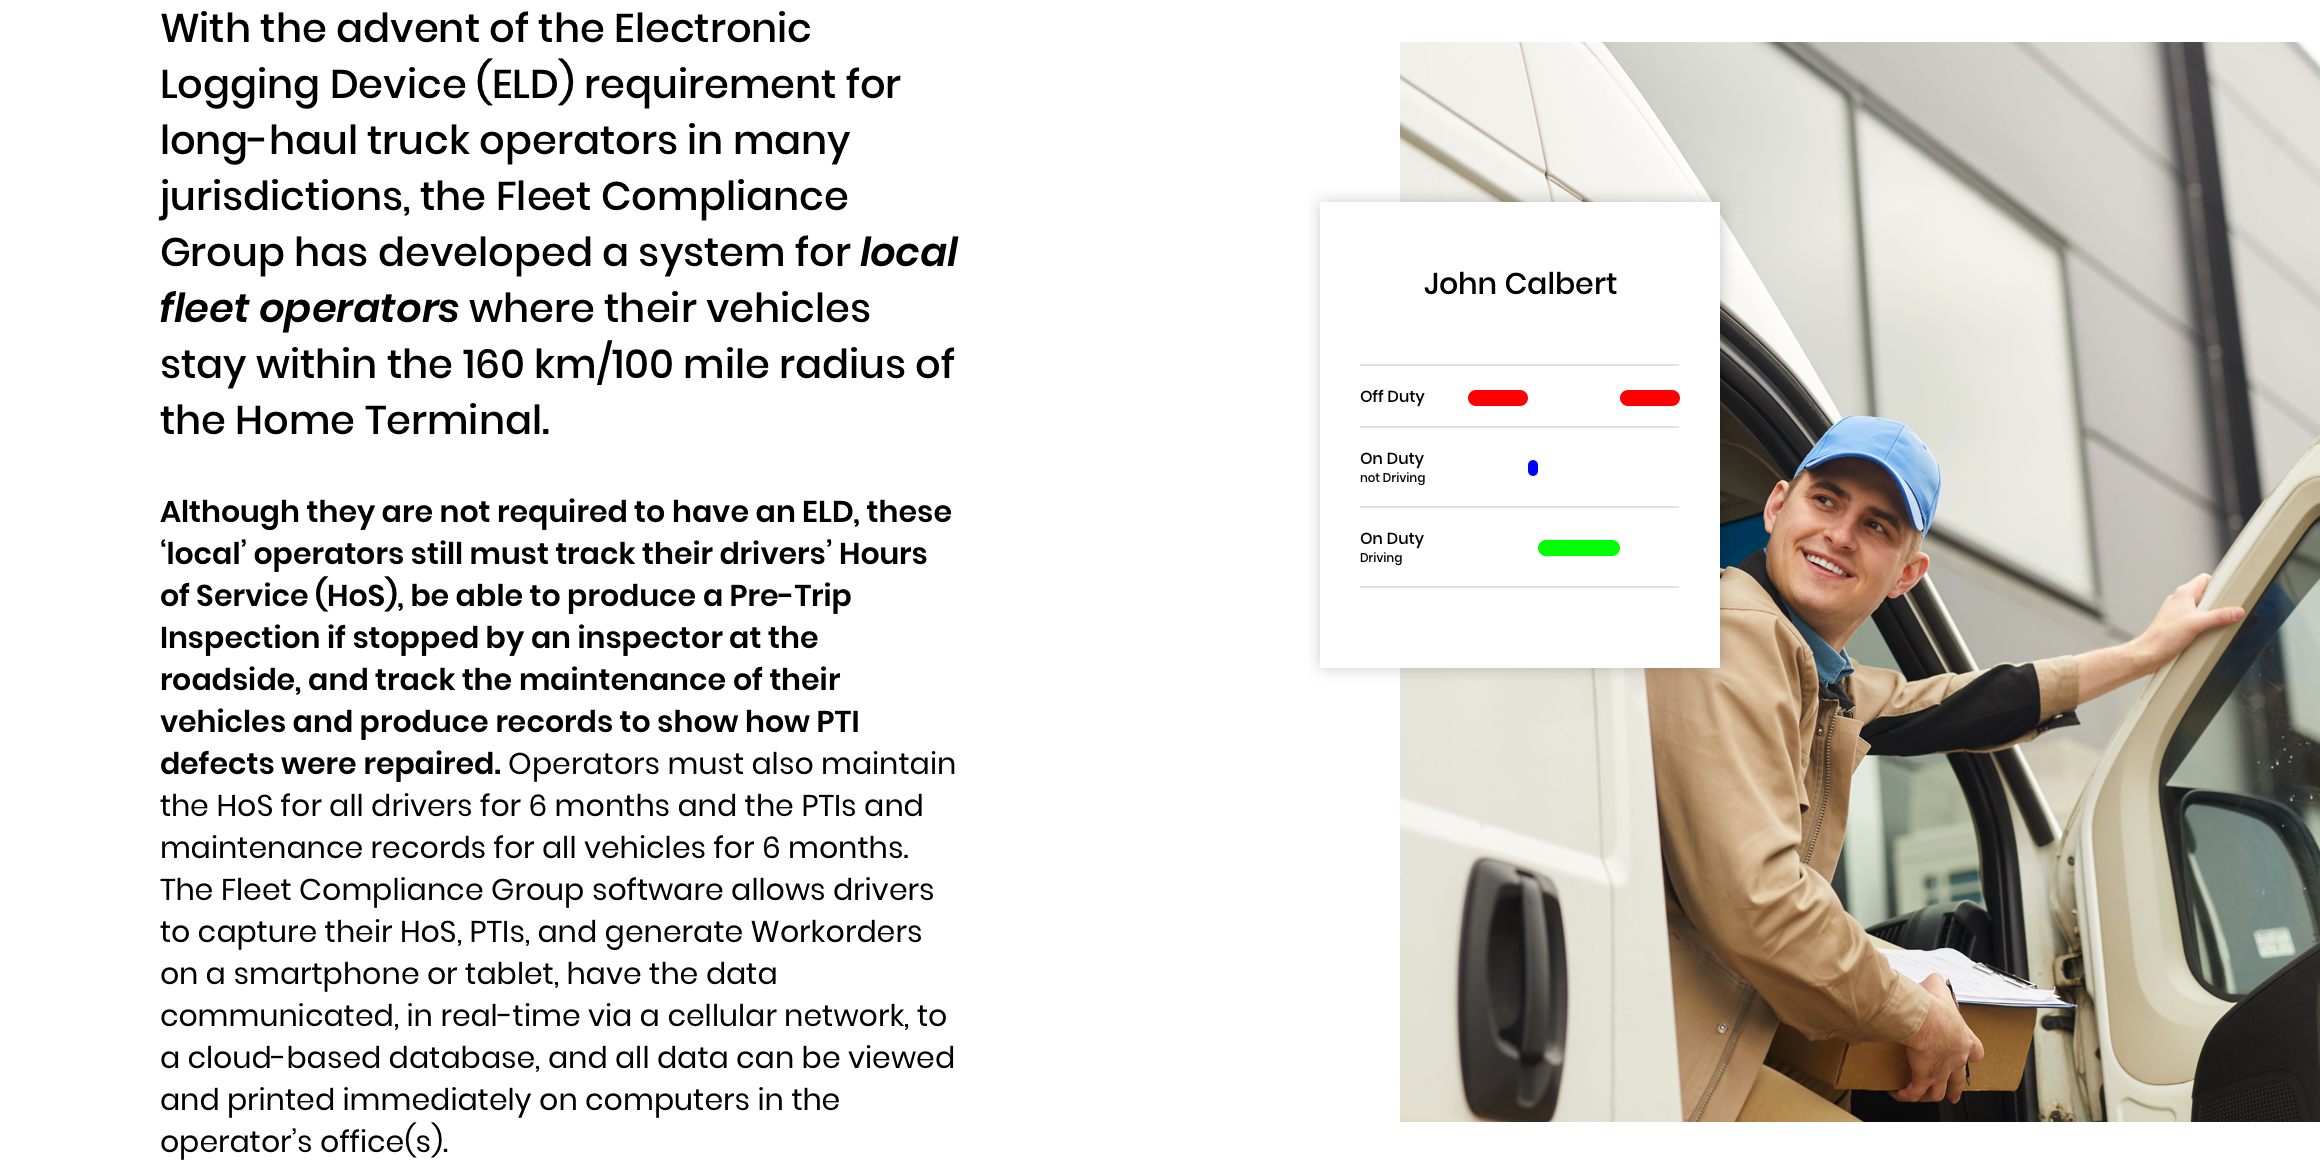 With the advent of the Electronic
Logging Device (ELD) requirement for
long-haul truck operators in many
jurisdictions, the Fleet Compliance
Group has developed a system for local
fleet operators where their vehicles
stay within the 160 km/100 mile radius of
the Home Terminal.
Although they are not required to have an ELD, these
‘local’ operators still must track their drivers’ Hours
of Service (HoS), be able to produce a Pre-Trip
Inspection if stopped by an inspector at the
roadside, and track the maintenance of their
vehicles and produce records to show how PTI
defects were repaired. Operators must also maintain
the HoS for all drivers for 6 months and the PTIs and
maintenance records for all vehicles for 6 months.
The Fleet Compliance Group software allows drivers
to capture their HoS, PTIs, and generate Workorders
on a smartphone or tablet, have the data
communicated, in real-time via a cellular network, to
a cloud-based database, and all data can be viewed
and printed immediately on computers in the
operator’s office(s).
John Calbert
Off Duty
On Duty
not Driving
On Duty
Driving